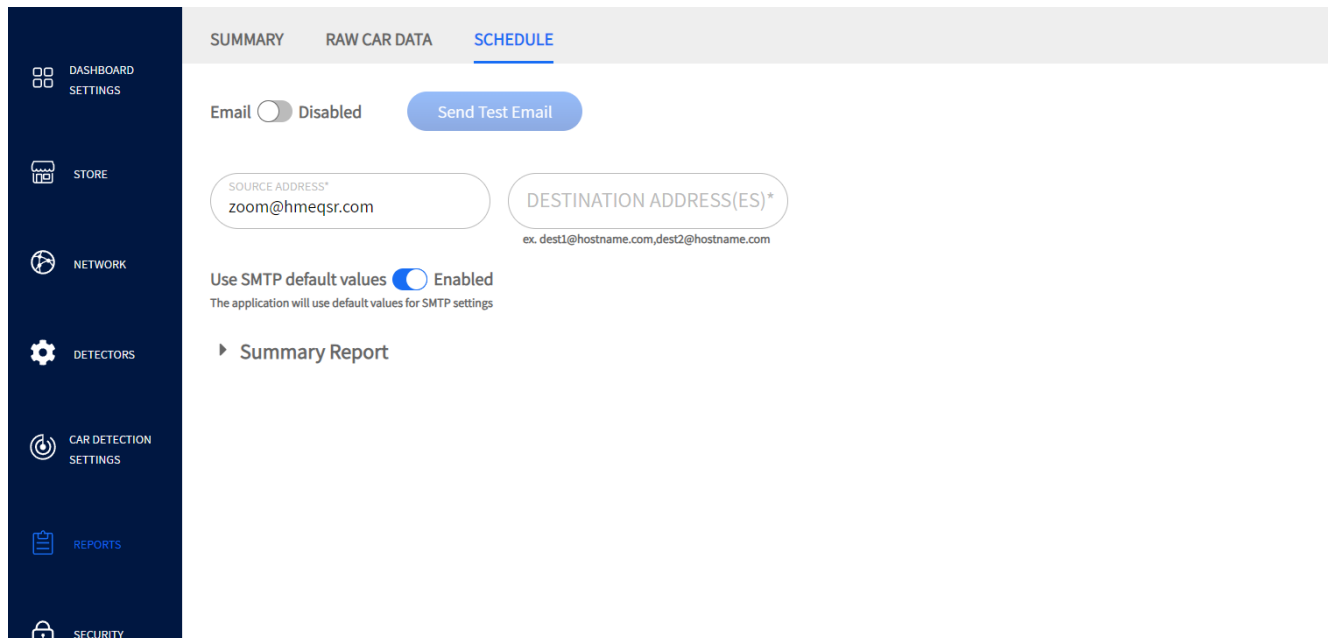 DASHBOARD
SETTINGS
STORE
NETWORK
DETECTORS
CAR DETECTION
SETTINGS
REPORTS
SECURITY
SUMMARY RAW CAR DATA SCHEDULE
Email Disabled Send Test Email
SOURCE ADDRESS*
zoom@hmeqsr.com
DESTINATION ADDRESS(ES)*
ex. dest1@hostname.com,dest2@hostname.com
Use SMTP default values Enabled
The application will use default values for SMTP settings
Summary Report